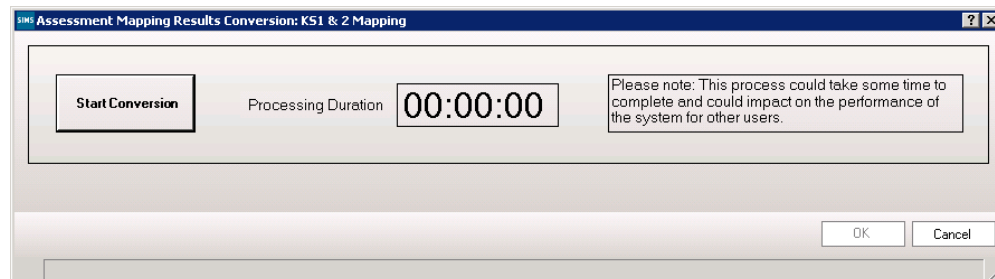 SIMS Assessment Mapping Results Conversion: KS1 & 2 Mapping
Start Conversion
Processing Duration
00:00:00
Please note: This process could take some time to
complete and could impact on the performance of
the system for other users.
OK
Cancel